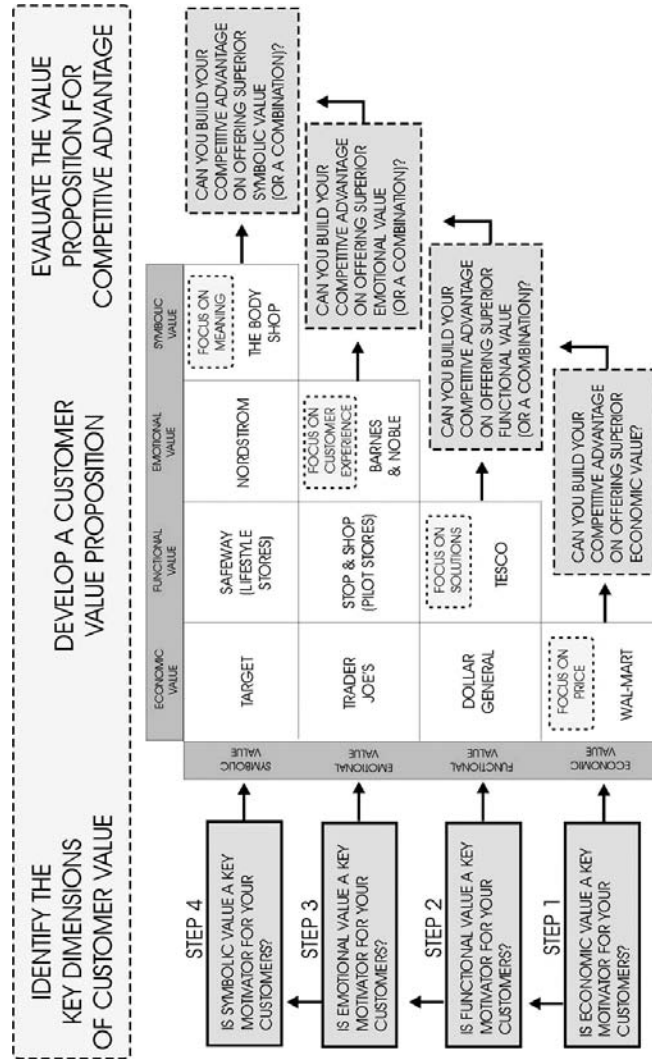 IDENTIFY THE
KEY DIMENSIONS
OF CUSTOMER VALUE
DEVELOP A CUSTOMER
VALUE PROPOSITION
EVALUATE THE VALUE
PROPOSITION FOR
COMPETITIVE ADVANTAGE
ECONOMIC
VALUE
FUNCTIONAL
VALUE
EMOTIONAL
VALUE
SYMBOLIC
VALUE
STEP 4
IS SYMBOLIC VALUE A KEY
MOTIVATOR FOR YOUR
CUSTOMERS?
SYMBOLIC
VALUE
TARGET
SAFEWAY
(LIFESTYLE
STORES)
NORDSTROM
FOCUS ON
MEANING
THE BODY
SHOP
CAN YOU BUILD YOUR
COMPETITIVE ADVANTAGE
ON OFFERING SUPERIOR
SYMBOLIC VALUE
(OR A COMBINATION)?
STEP 3
IS EMOTIONAL VALUE A KEY
MOTIVATOR FOR YOUR
CUSTOMERS?
EMOTIONAL
VALUE
TRADER
JOE'S
STOP & SHOP
(PILOT STORES)
FOCUS ON
CUSTOMER
EXPERIENCE
BARNES
& NOBLE
CAN YOU BUILD YOUR
COMPETITIVE ADVANTAGE
ON OFFERING SUPERIOR
EMOTIONAL VALUE
(OR A COMBINATION)?
STEP 2
IS FUNCTIONAL VALUE A KEY
MOTIVATOR FOR YOUR
CUSTOMERS?
FUNCTIONAL
VALUE
DOLLAR
GENERAL
FOCUS ON
SOLUTIONS
TESCO
CAN YOU BUILD YOUR
COMPETITIVE ADVANTAGE
ON OFFERING SUPERIOR
FUNCTIONAL VALUE
(OR A COMBINATION)?
STEP 1
IS ECONOMIC VALUE A KEY
MOTIVATOR FOR YOUR
CUSTOMERS?
ECONOMIC
VALUE
FOCUS ON
PRICE
WAL-MART
CAN YOU BUILD YOUR
COMPETITIVE ADVANTAGE
ON OFFERING SUPERIOR
ECONOMIC VALUE?